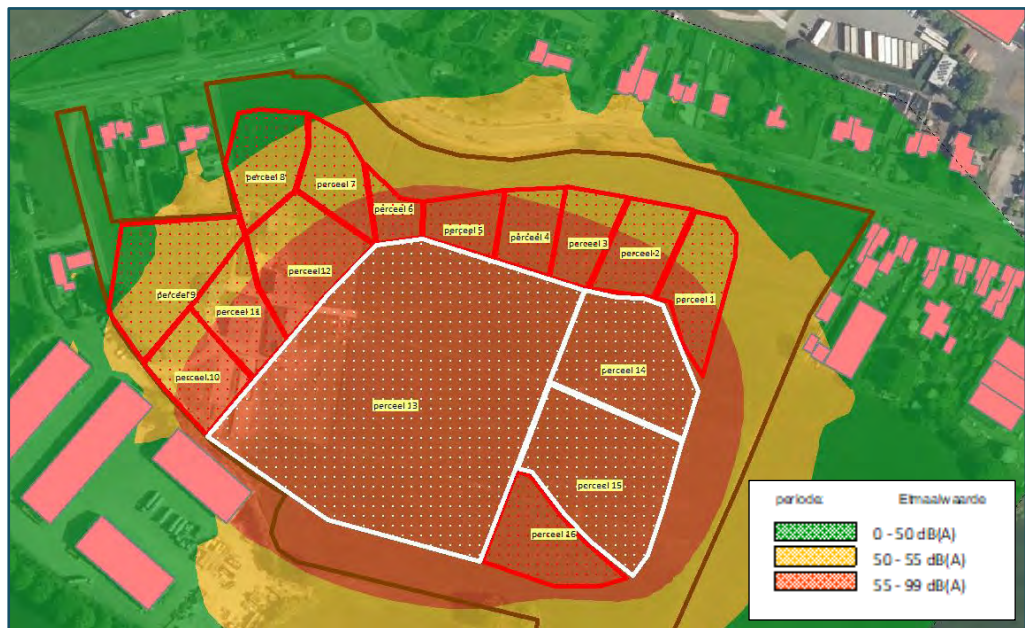 perceel 8
perceel 7
perceel 6
perceel 5
perceel 4
perceel 3
perceel 2
perceel 1
perceel 12
perceel 9
perceel 11
perceel 10
perceel 13
perceel 14
perceel 15
perceel 16
periode: Etmaalwaarde
0 - 50 dB(A)
50 - 55 dB(A)
55 - 99 dB(A)